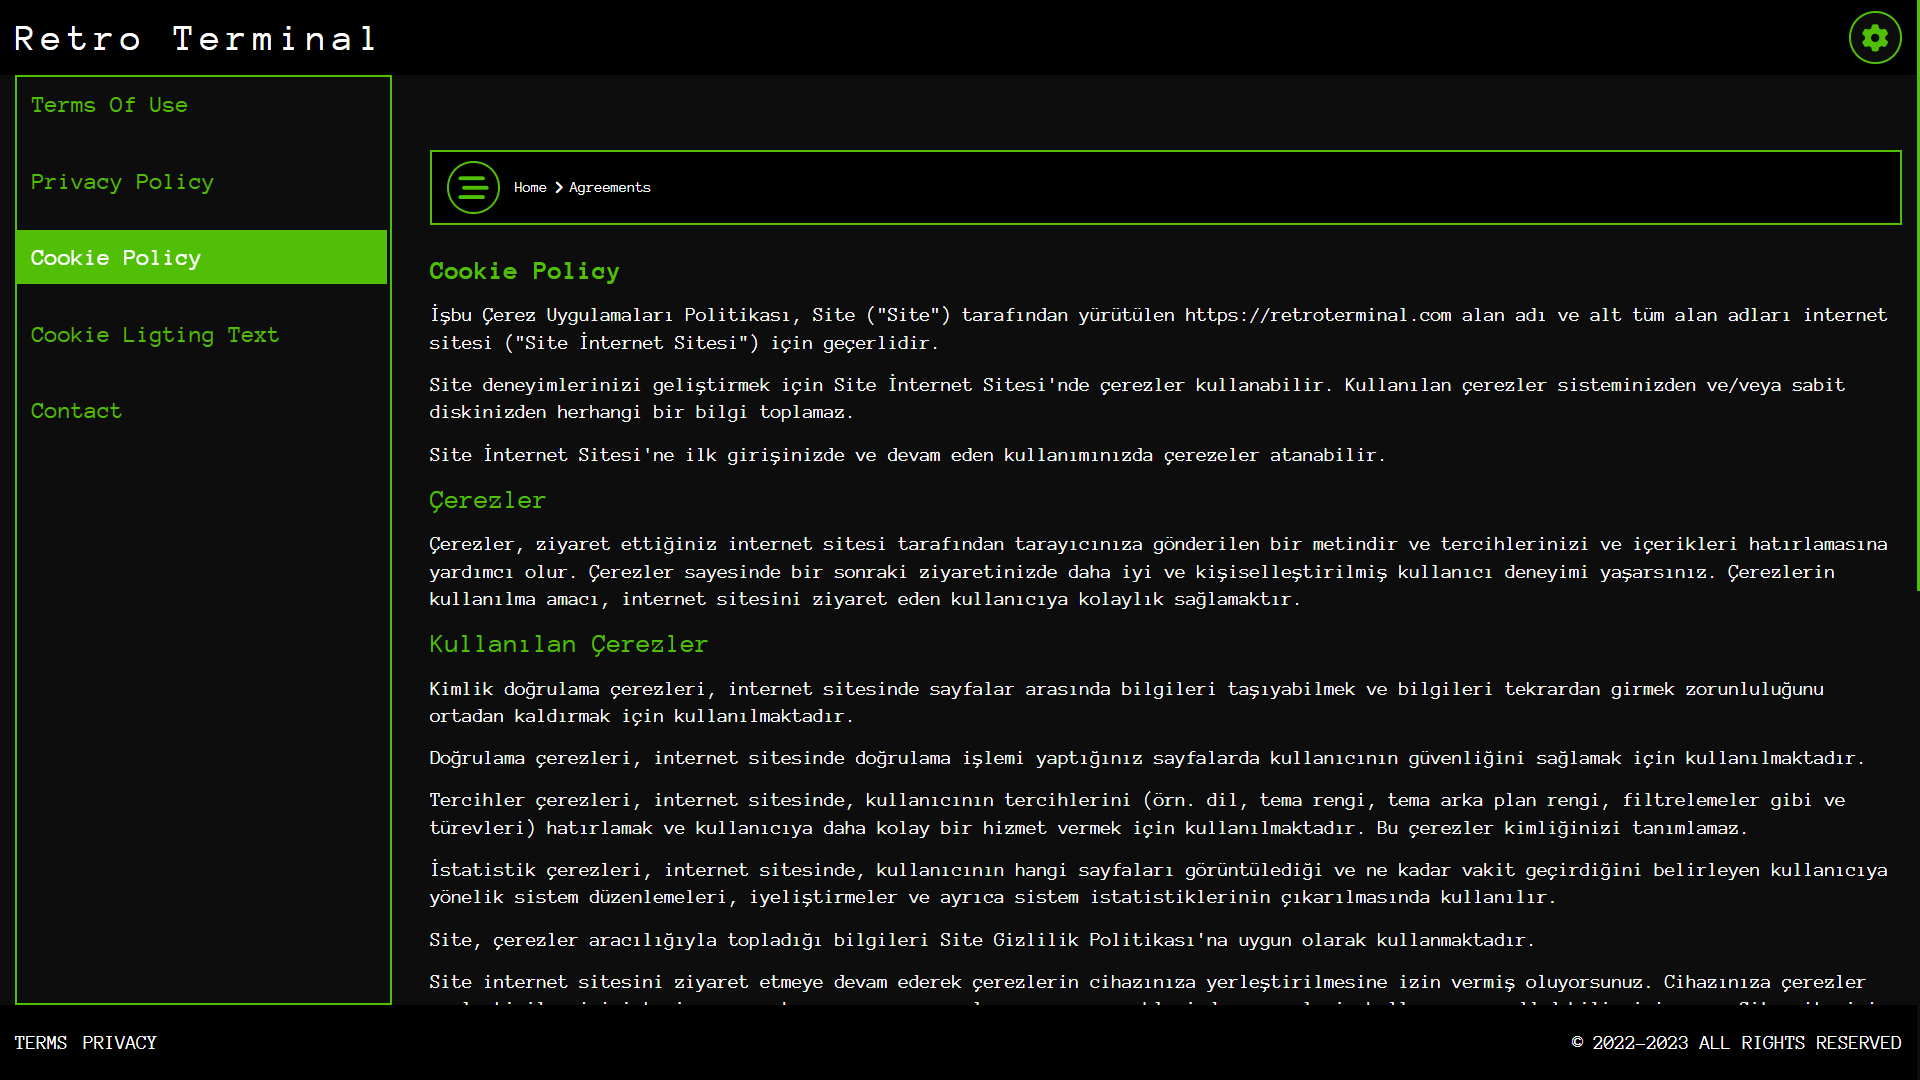 Retro Terminal
Terms Of Use
Privacy Policy
Cookie Policy
Cookie Ligting Text
Contact
Home Agreements
Cookie Policy
İşbu Çerez Uygulamaları Politikası, Site ("Site") tarafından yürütülen https://retroterminal.com alan adı ve alt tüm alan adları internet
sitesi ("Site İnternet Sitesi") için geçerlidir.
Site deneyimlerinizi geliştirmek için Site İnternet Sitesi'nde çerezler kullanabilir. Kullanılan çerezler sisteminizden ve/veya sabit
diskinizden herhangi bir bilgi toplamaz.
Site İnternet Sitesi'ne ilk girişinizde ve devam eden kullanımınızda çerezeler atanabilir.
Çerezler
Çerezler, ziyaret ettiğiniz internet sitesi tarafından tarayıcınıza gönderilen bir metindir ve tercihlerinizi ve içerikleri hatırlamasına
yardımcı olur. Çerezler sayesinde bir sonraki ziyaretinizde daha iyi ve kişiselleştirilmiş kullanıcı deneyimi yaşarsınız. Çerezlerin
kullanılma amacı, internet sitesini ziyaret eden kullanıcıya kolaylık sağlamaktır.
Kullanılan Çerezler
Kimlik doğrulama çerezleri, internet sitesinde sayfalar arasında bilgileri taşıyabilmek ve bilgileri tekrardan girmek zorunluluğunu
ortadan kaldırmak için kullanılmaktadır.
Doğrulama çerezleri, internet sitesinde doğrulama işlemi yaptığınız sayfalarda kullanıcının güvenliğini sağlamak için kullanılmaktadır.
Tercihler çerezleri, internet sitesinde, kullanıcının tercihlerini (örn. dil, tema rengi, tema arka plan rengi, filtrelemeler gibi ve
türevleri) hatırlamak ve kullanıcıya daha kolay bir hizmet vermek için kullanılmaktadır. Bu çerezler kimliğinizi tanımlamaz.
İstatistik çerezleri, internet sitesinde, kullanıcının hangi sayfaları görüntülediği ve ne kadar vakit geçirdiğini belirleyen kullanıcıya
yönelik sistem düzenlemeleri, iyeliştirmeler ve ayrıca sistem istatistiklerinin çıkarılmasında kullanılır.
Site, çerezler aracılığıyla topladığı bilgileri Site Gizlilik Politikası'na uygun olarak kullanmaktadır.
Site internet sitesini ziyaret etmeye devam ederek çerezlerin cihazınıza yerleştirilmesine izin vermiş oluyorsunuz. Cihazınıza çerezler
TERMS PRIVACY
© 2022-2023 ALL RIGHTS RESERVED